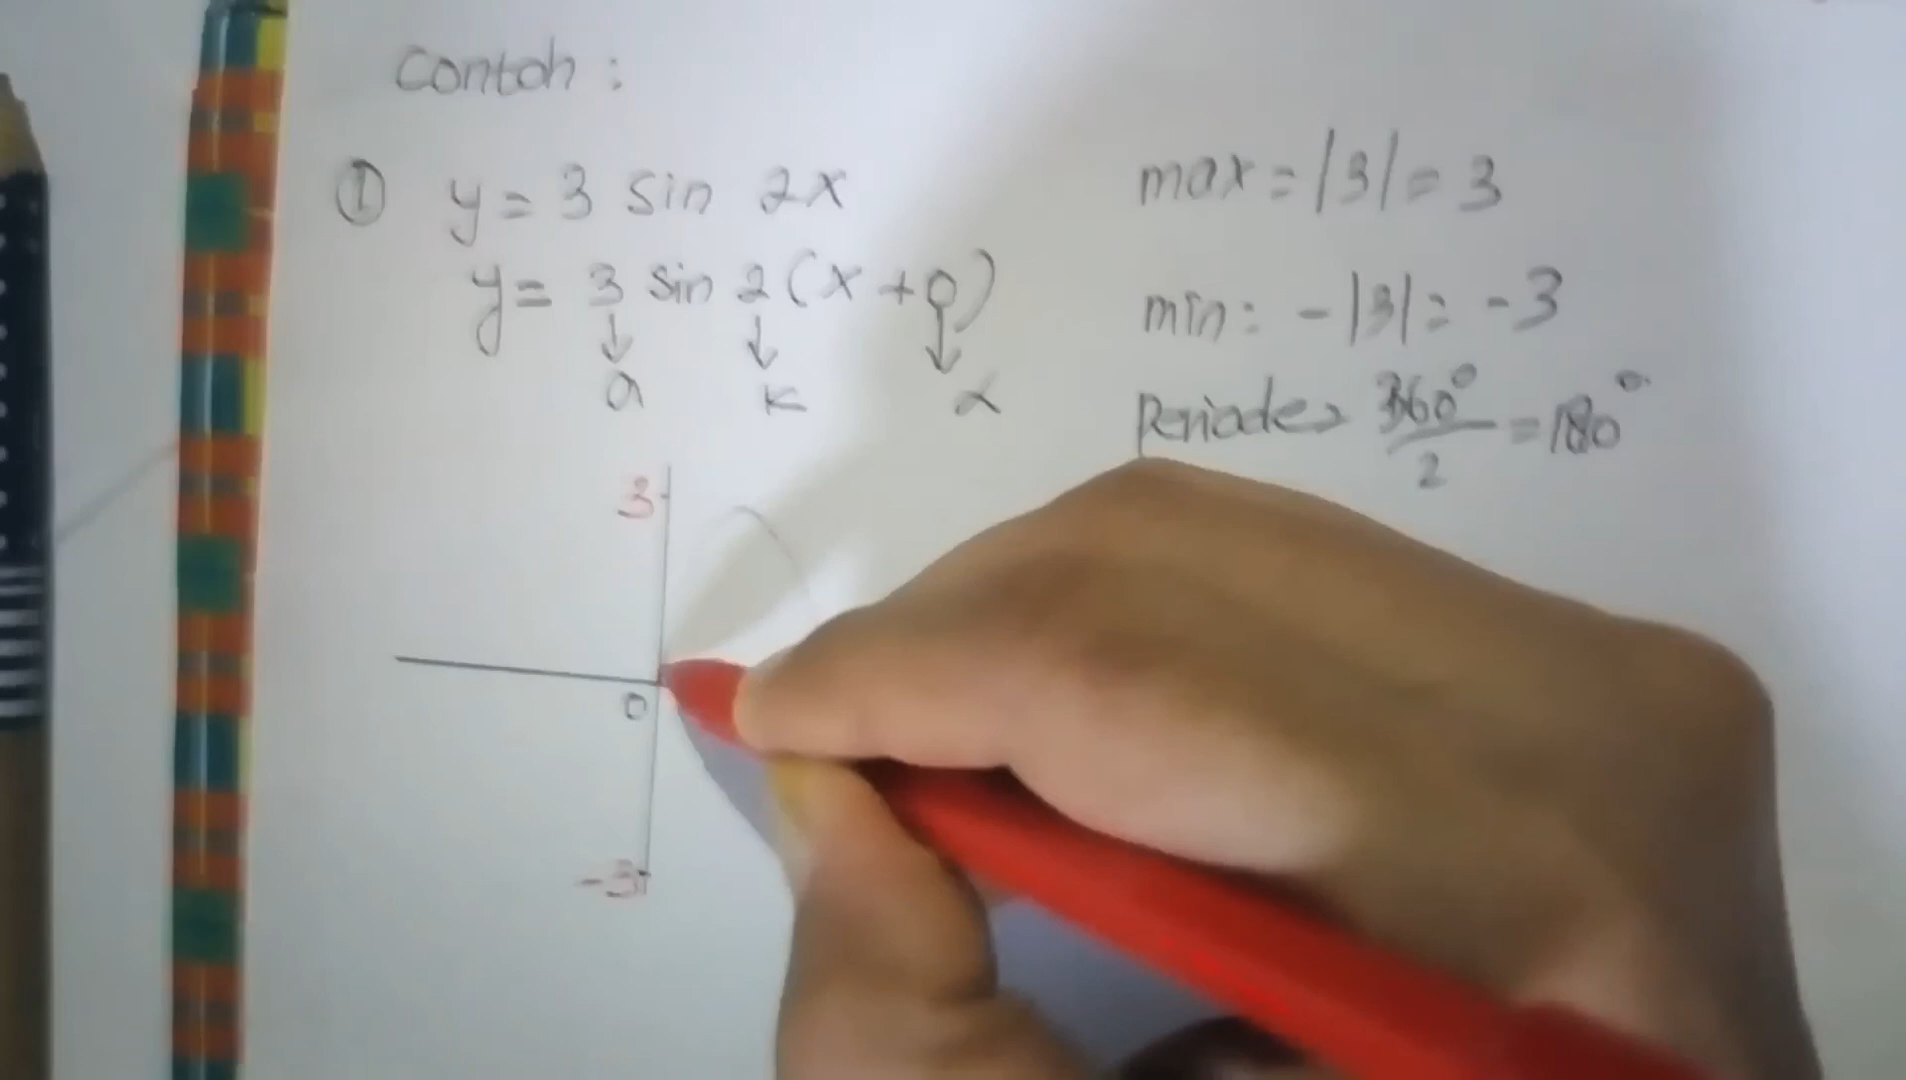 Contoh :
① y = 3 sin 2x
y = 3 sin 2 (x + 0)
↓ ↓ ↓
a k α
max = |3| = 3
min : - |3| = -3
Periode = 360°/2 = 180°
3
0
-3